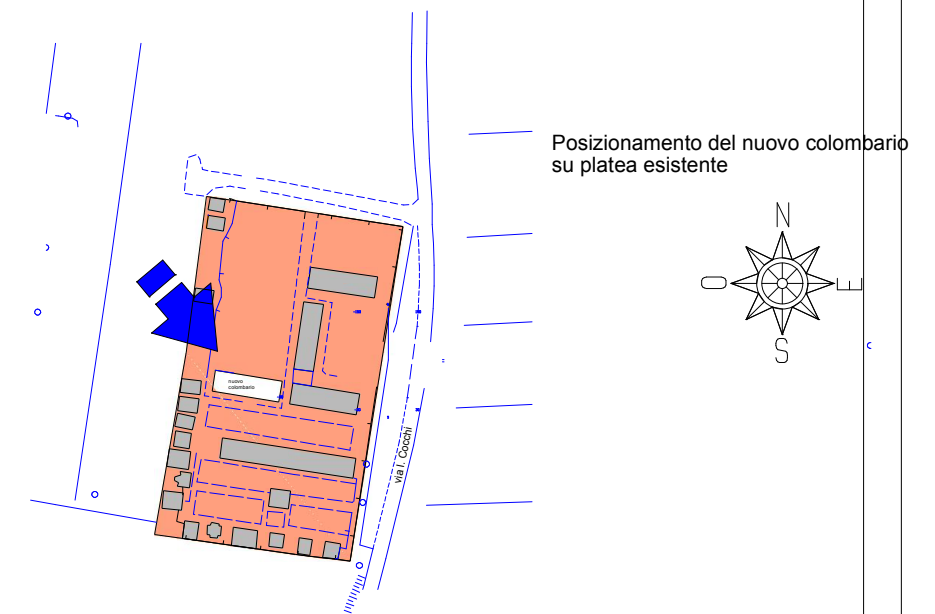 Posizionamento del nuovo colombario
su platea esistente
N
O
E
S
nuovo
colombario
via I. Cocchi